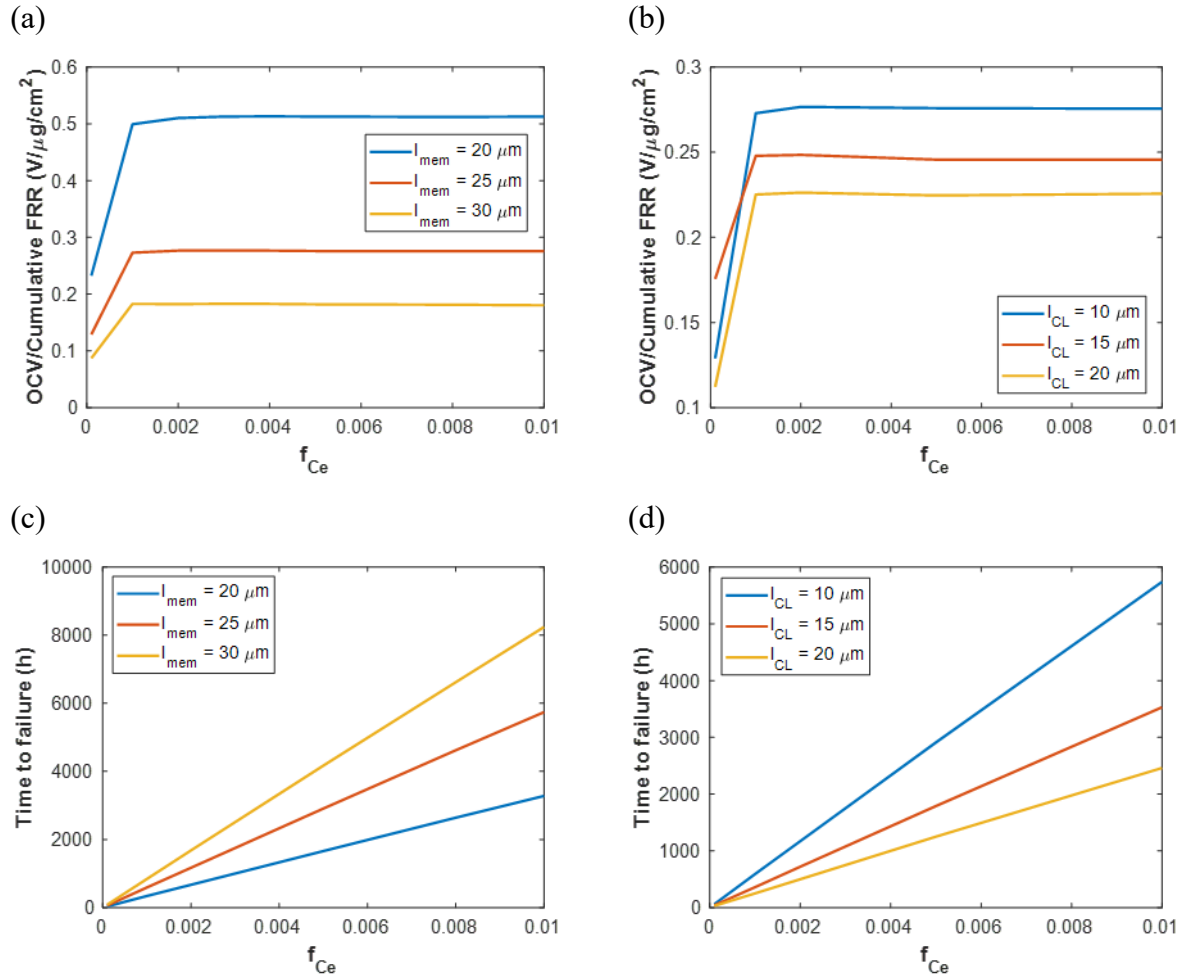 (a)
OCV/Cumulative FRR (V/μg/cm²)
0.6
0.5
0.4
0.3
0.2
0.1
0
l_mem = 20 μm
l_mem = 25 μm
l_mem = 30 μm
0 0.002 0.004 0.006 0.008 0.01
f_Ce
(b)
OCV/Cumulative FRR (V/μg/cm²)
0.3
0.25
0.2
0.15
0.1
l_CL = 10 μm
l_CL = 15 μm
l_CL = 20 μm
0 0.002 0.004 0.006 0.008 0.01
f_Ce
(c)
Time to failure (h)
10000
8000
6000
4000
2000
0
l_mem = 20 μm
l_mem = 25 μm
l_mem = 30 μm
0 0.002 0.004 0.006 0.008 0.01
f_Ce
(d)
Time to failure (h)
6000
5000
4000
3000
2000
1000
0
l_CL = 10 μm
l_CL = 15 μm
l_CL = 20 μm
0 0.002 0.004 0.006 0.008 0.01
f_Ce